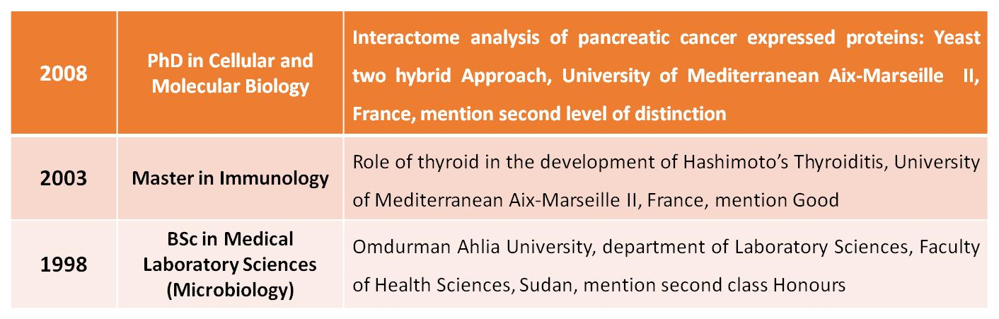 2008
PhD in Cellular and
Molecular Biology
Interactome analysis of pancreatic cancer expressed proteins: Yeast
two hybrid Approach, University of Mediterranean Aix-Marseille II,
France, mention second level of distinction
2003
Master in Immunology
Role of thyroid in the development of Hashimoto’s Thyroiditis, University
of Mediterranean Aix-Marseille II, France, mention Good
1998
BSc in Medical
Laboratory Sciences
(Microbiology)
Omdurman Ahlia University, department of Laboratory Sciences, Faculty
of Health Sciences, Sudan, mention second class Honours